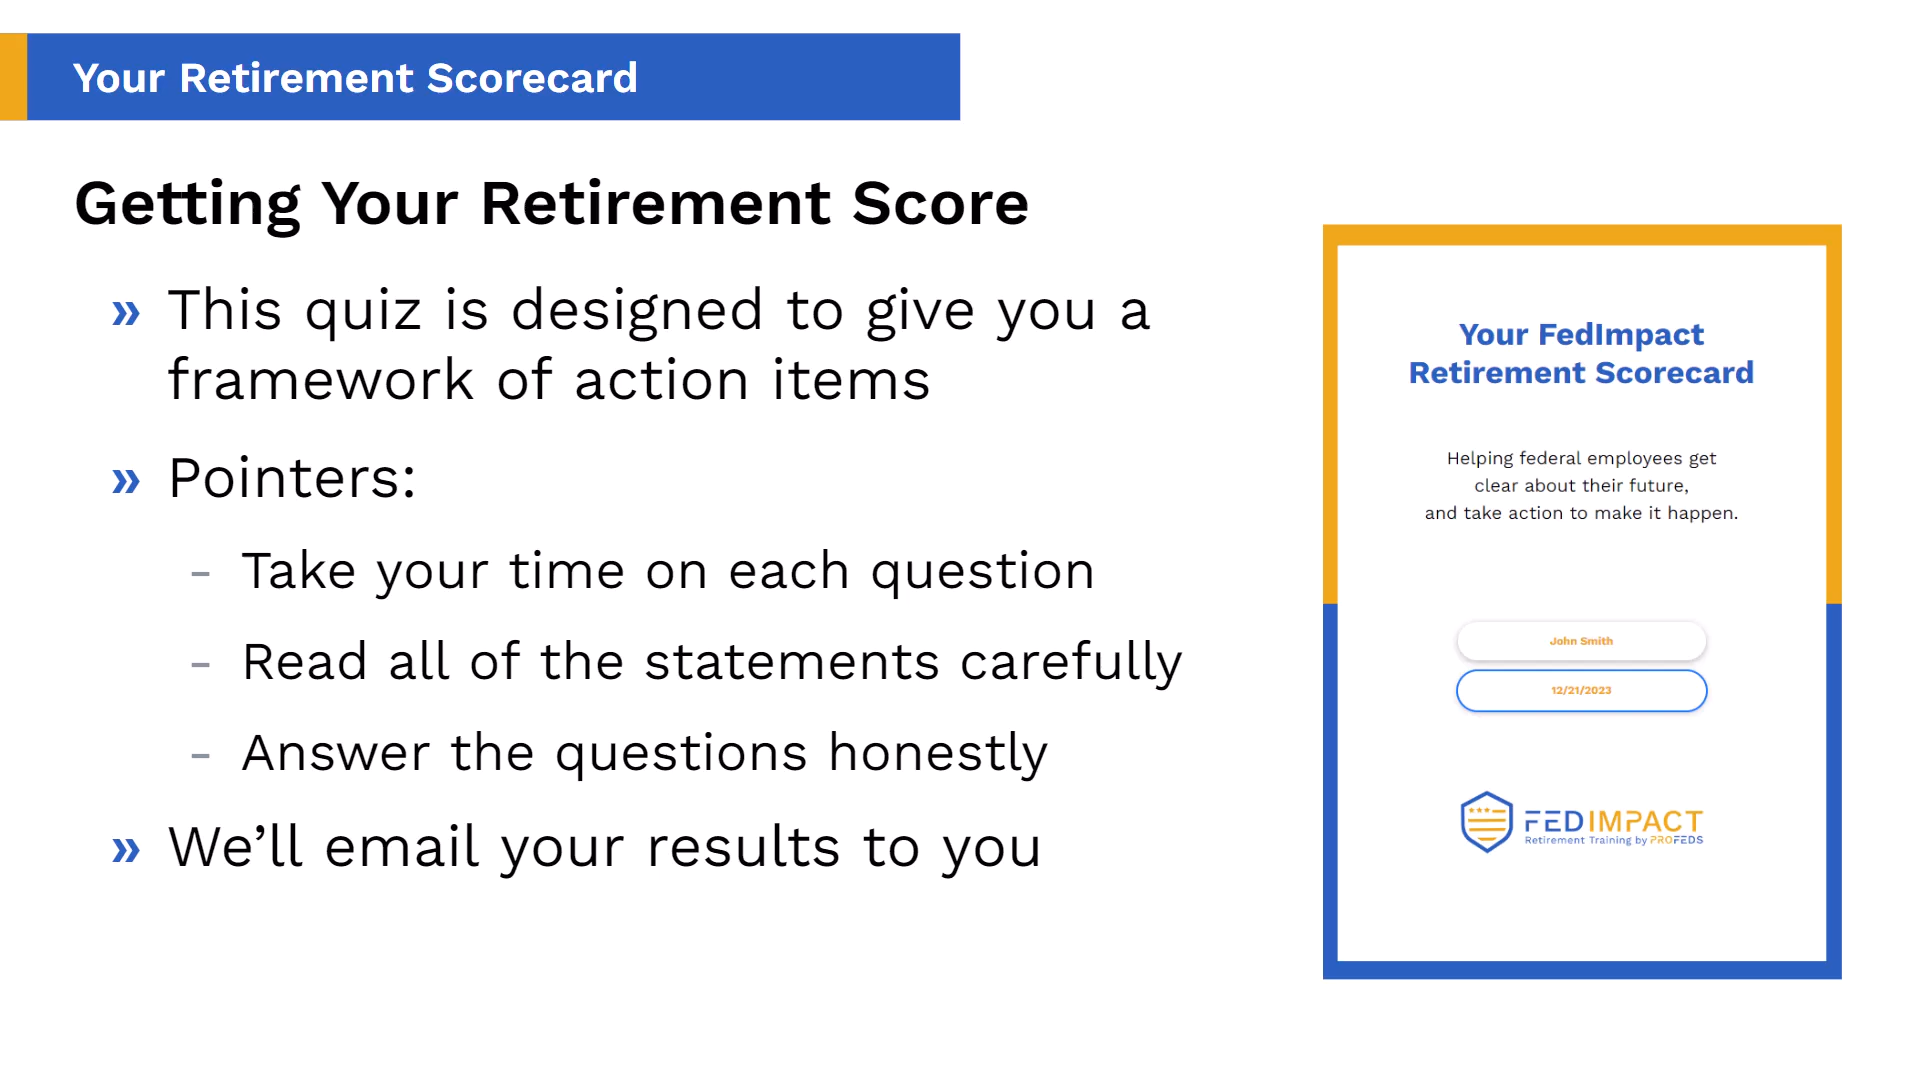 Your Retirement Scorecard
Getting Your Retirement Score
» This quiz is designed to give you a
framework of action items
» Pointers:
- Take your time on each question
- Read all of the statements carefully
- Answer the questions honestly
» We’ll email your results to you
Your FedImpact
Retirement Scorecard
Helping federal employees get
clear about their future,
and take action to make it happen.
John Smith
12/21/2023
FEDIMPACT
Retirement Training by PROFEDS